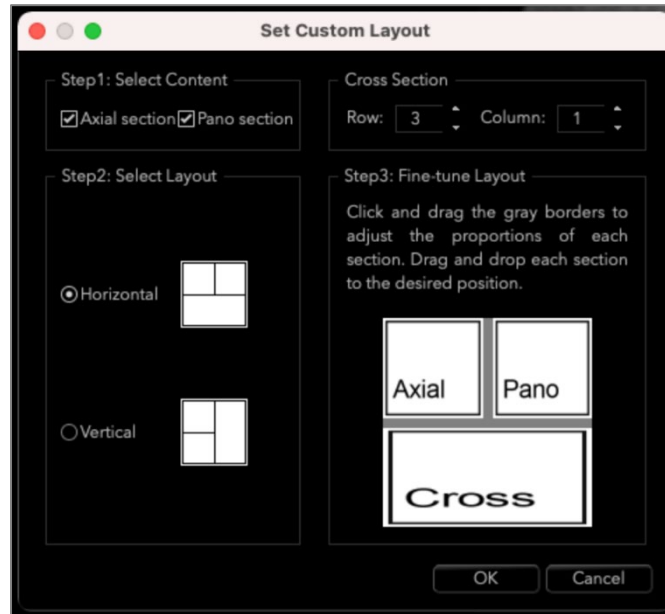 Set Custom Layout
Step1: Select Content
Axial section Pano section
Cross Section
Row: 3 Column: 1
Step2: Select Layout
Horizontal
Vertical
Step3: Fine-tune Layout
Click and drag the gray borders to
adjust the proportions of each
section. Drag and drop each section
to the desired position.
Axial Pano
Cross
OK Cancel